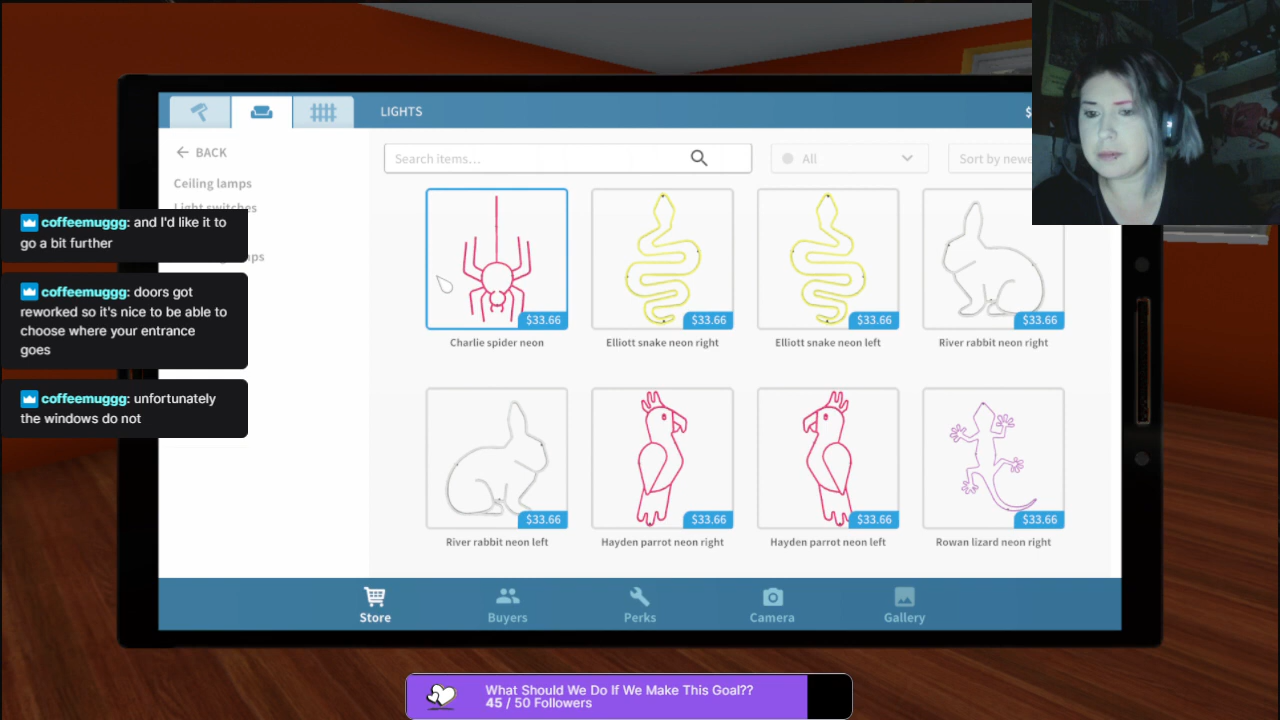 LIGHTS
$
BACK
Search items...
All
Sort by newe
Ceiling lamps
Light switches
mps
coffeemuggg: and I'd like it to
go a bit further
coffeemuggg: doors got
reworked so it's nice to be able to
choose where your entrance
goes
coffeemuggg: unfortunately
the windows do not
$33.66
$33.66
$33.66
$33.66
Charlie spider neon
Elliott snake neon right
Elliott snake neon left
River rabbit neon right
$33.66
$33.66
$33.66
$33.66
River rabbit neon left
Hayden parrot neon right
Hayden parrot neon left
Rowan lizard neon right
Store
Buyers
Perks
Camera
Gallery
What Should We Do If We Make This Goal??
45 / 50 Followers